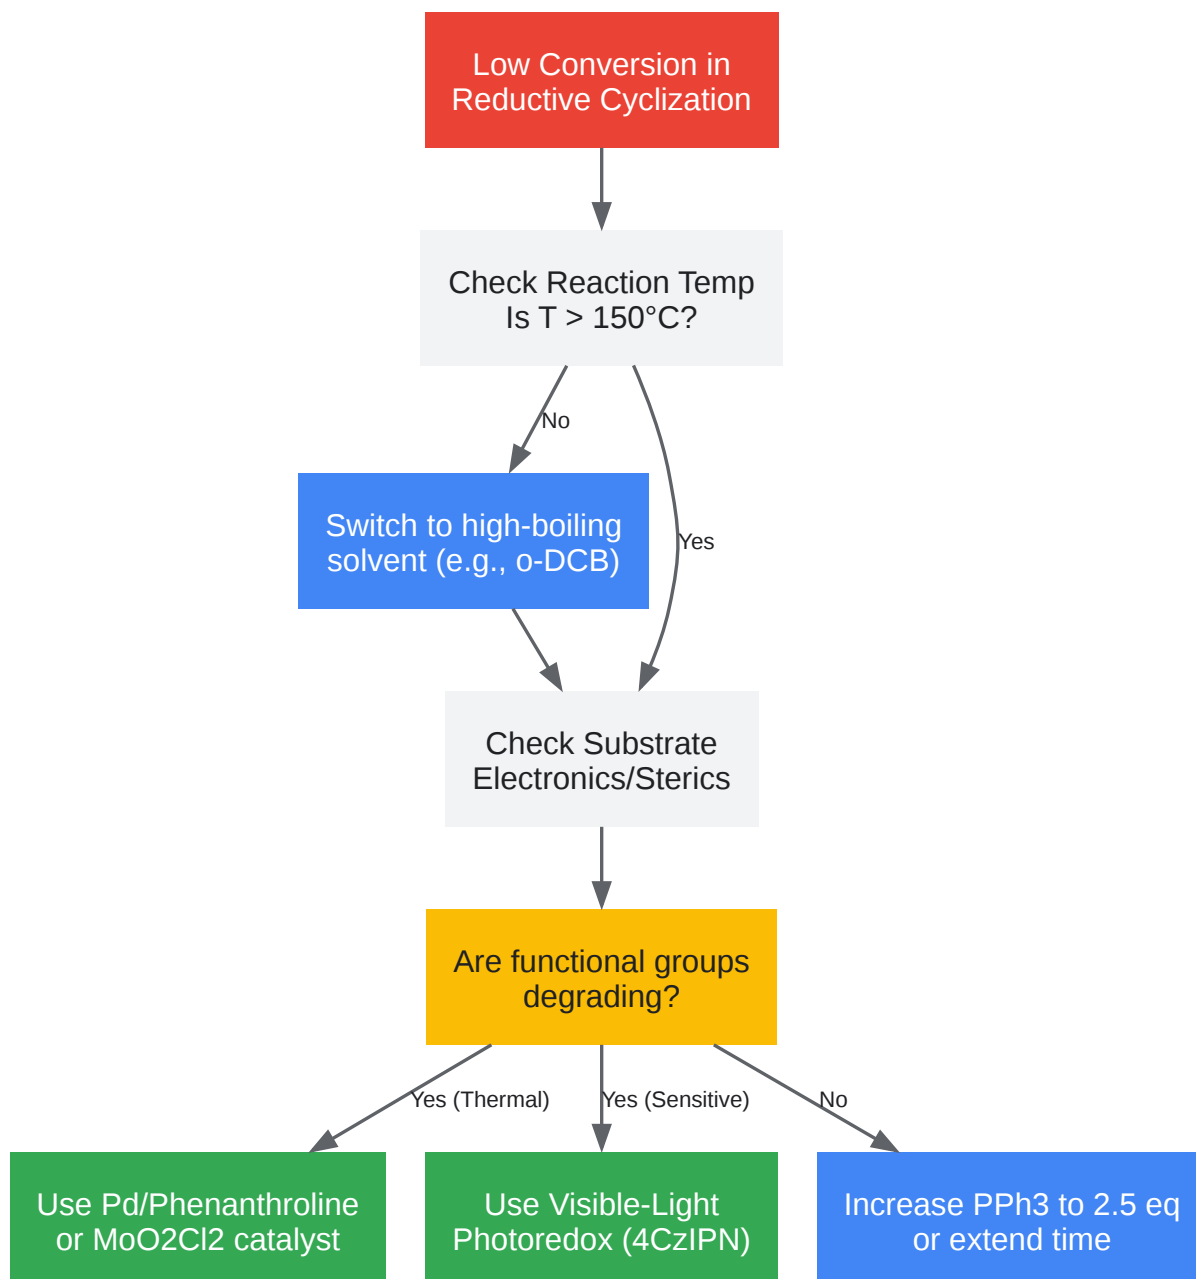 Low Conversion in
Reductive Cyclization
Check Reaction Temp
Is T > 150°C?
No
Switch to high-boiling
solvent (e.g., o-DCB)
Yes
Check Substrate
Electronics/Sterics
Are functional groups
degrading?
Yes (Thermal)
Yes (Sensitive)
No
Use Pd/Phenanthroline
or MoO2Cl2 catalyst
Use Visible-Light
Photoredox (4CzIPN)
Increase PPh3 to 2.5 eq
or extend time